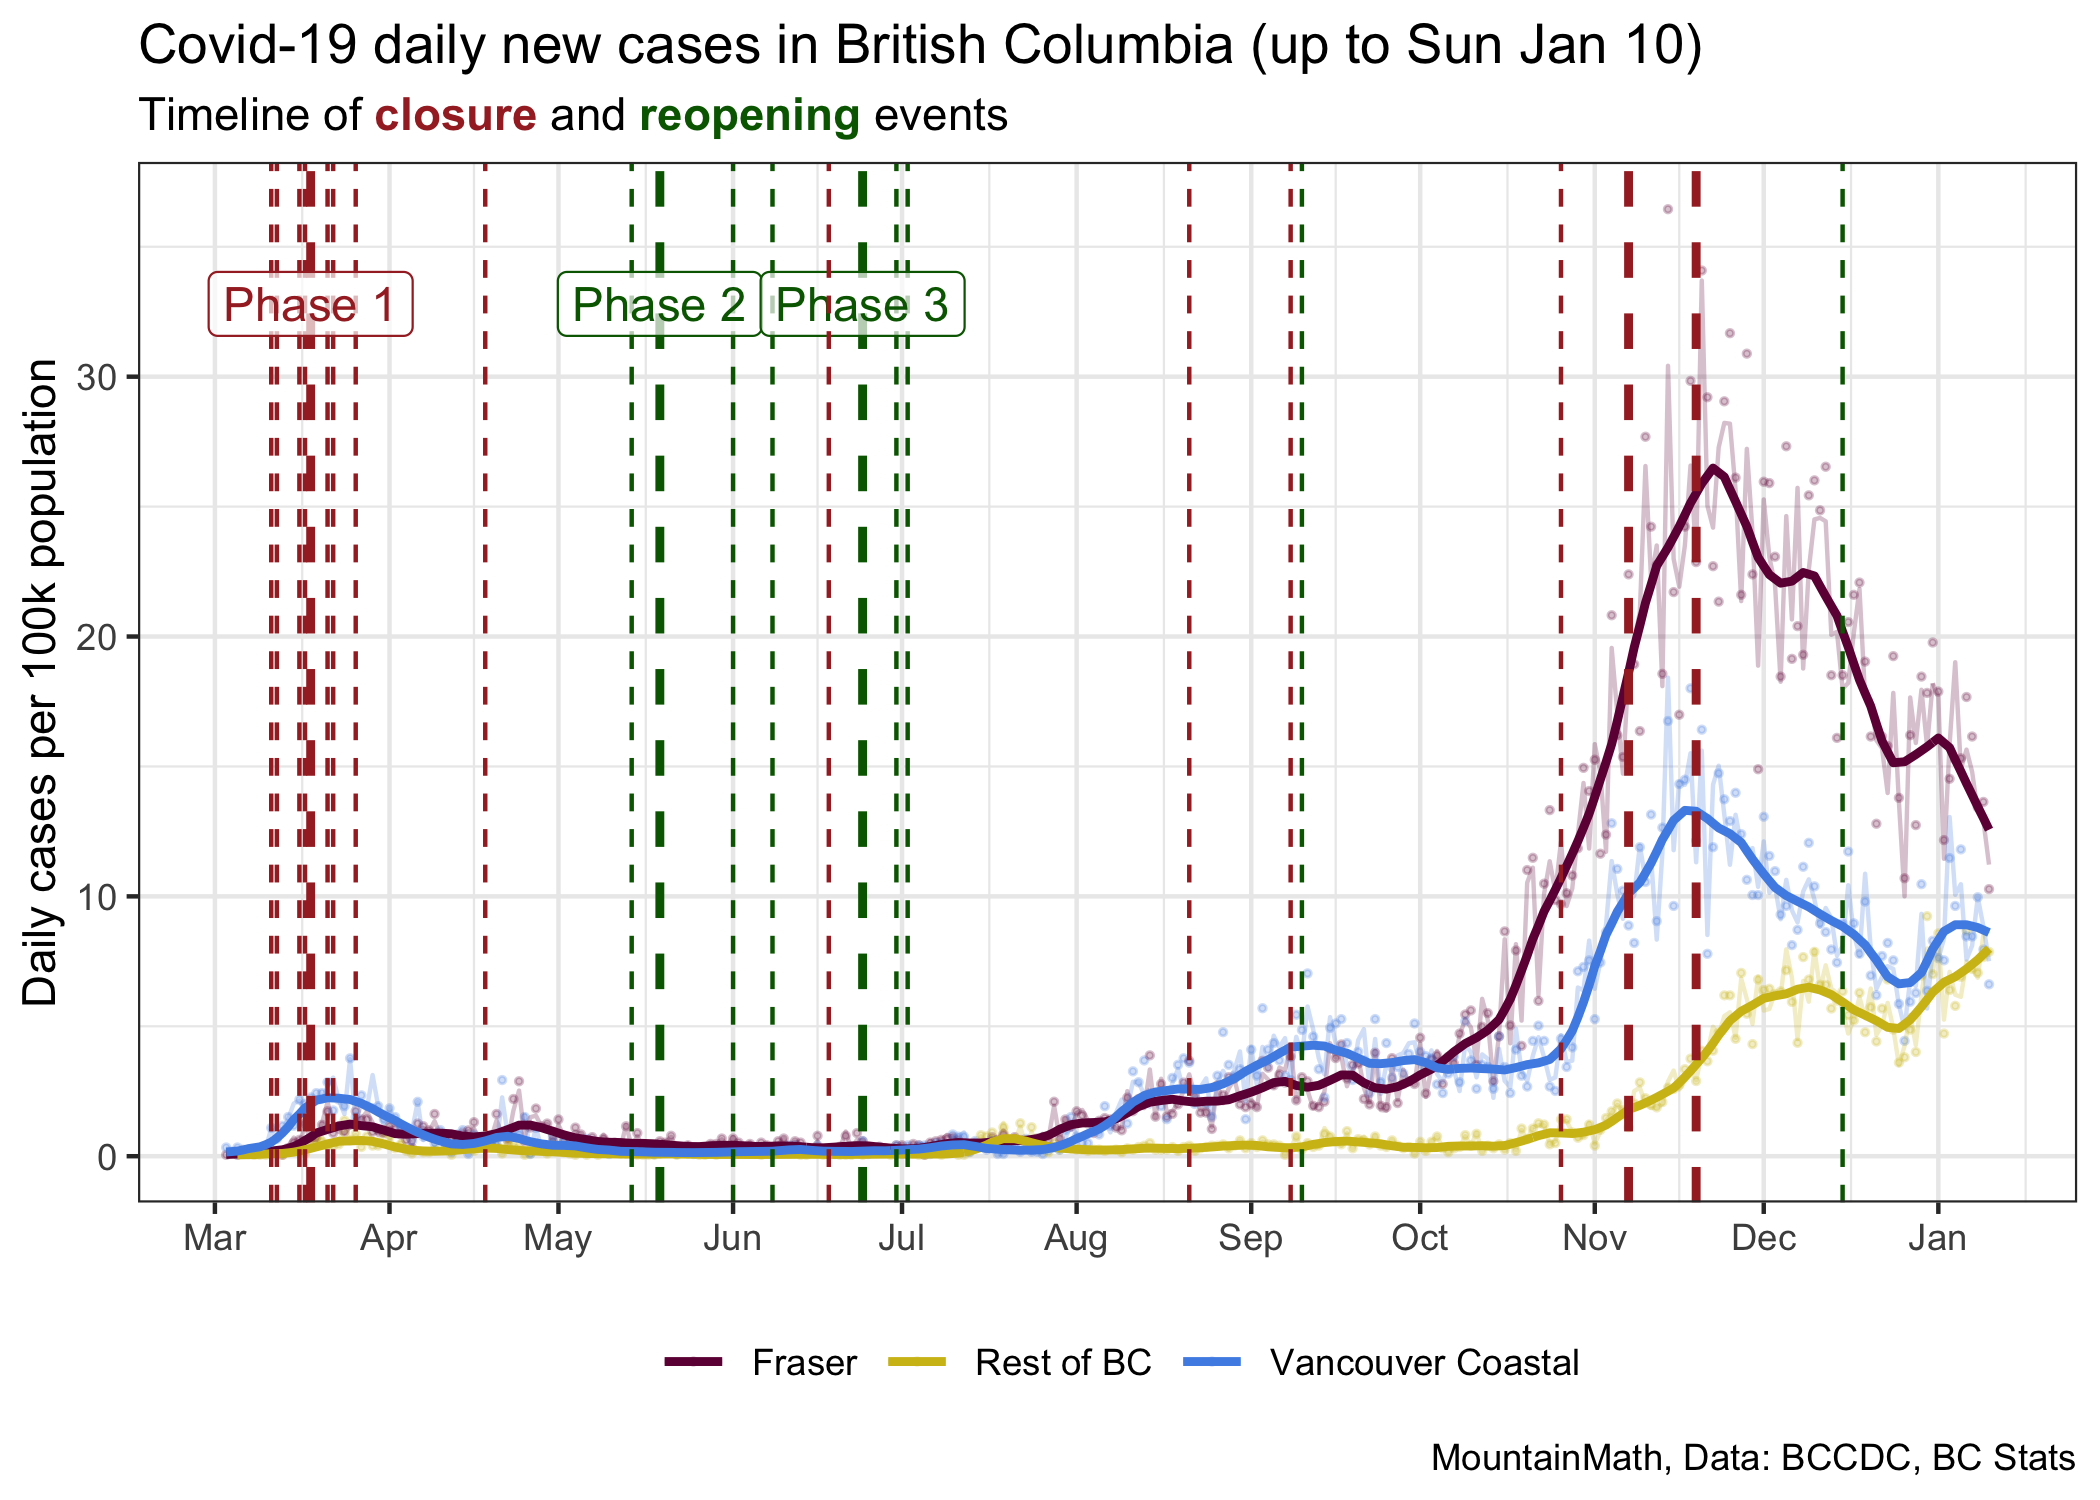 Covid-19 daily new cases in British Columbia (up to Sun Jan 10)
Timeline of closure and reopening events
Daily cases per 100k population
30
20
10
0
Phase 1
Phase 2
Phase 3
Mar Apr May Jun Jul Aug Sep Oct Nov Dec Jan
Fraser Rest of BC Vancouver Coastal
MountainMath, Data: BCCDC, BC Stats